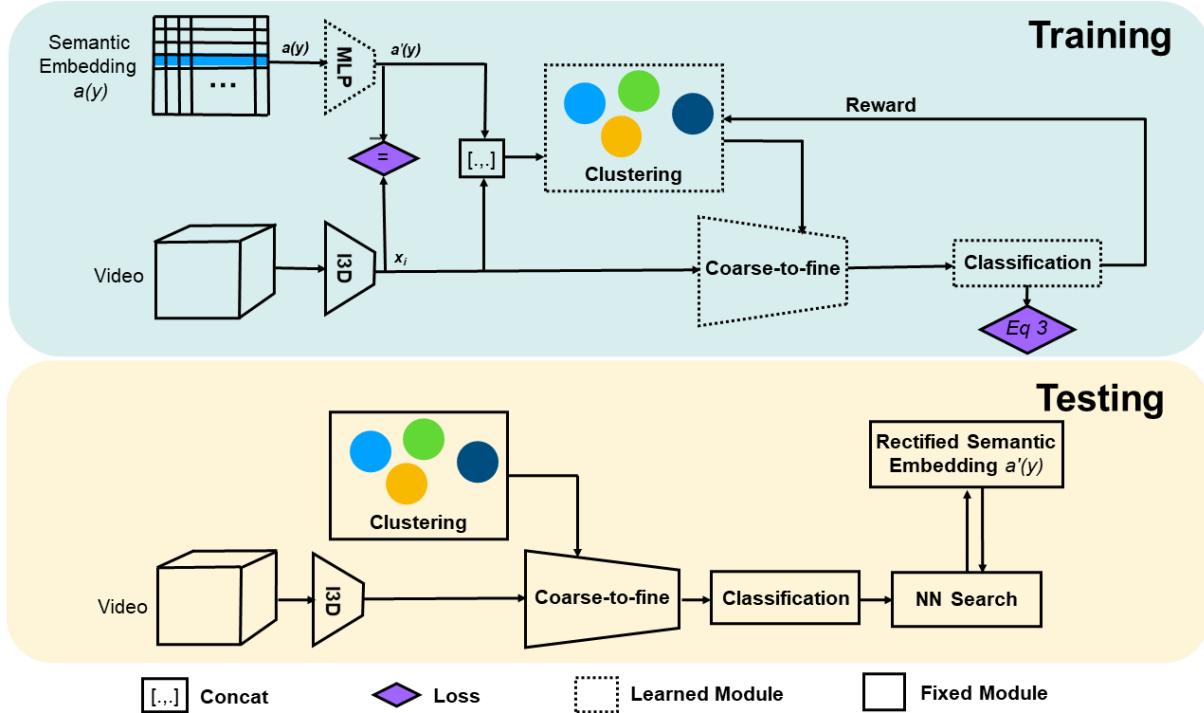 Training
Semantic
Embedding
a(y)
a(y)
MLP
a'(y)
...
=
[.,.]
Clustering
Reward
Video
I3D
xi
Coarse-to-fine
Classification
Eq 3
Testing
Clustering
Rectified Semantic
Embedding a'(y)
Video
I3D
Coarse-to-fine
Classification
NN Search
[.,.] Concat
Loss
Learned Module
Fixed Module